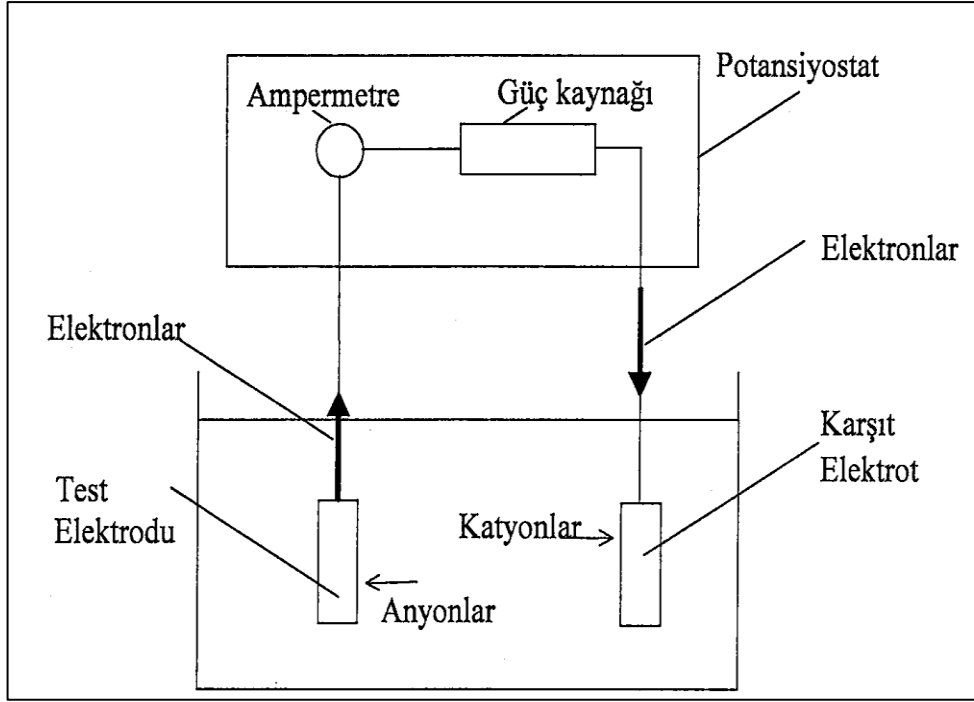 Potansiyostat
Ampermetre
Güç kaynağı
Elektronlar
Elektronlar
Karşıt
Elektrot
Test
Elektrodu
Katyonlar
Anyonlar